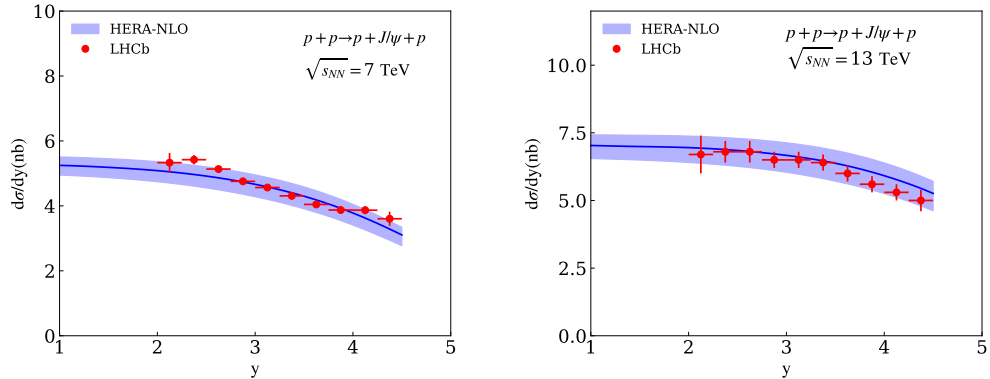 10
8
6
4
2
0
1 2 3 4 5
dσ/dy(nb)
y
HERA-NLO
LHCb
p + p → p + J/ψ + p
√s_NN = 7 TeV
10.0
7.5
5.0
2.5
0.0
1 2 3 4 5
dσ/dy(nb)
y
HERA-NLO
LHCb
p + p → p + J/ψ + p
√s_NN = 13 TeV